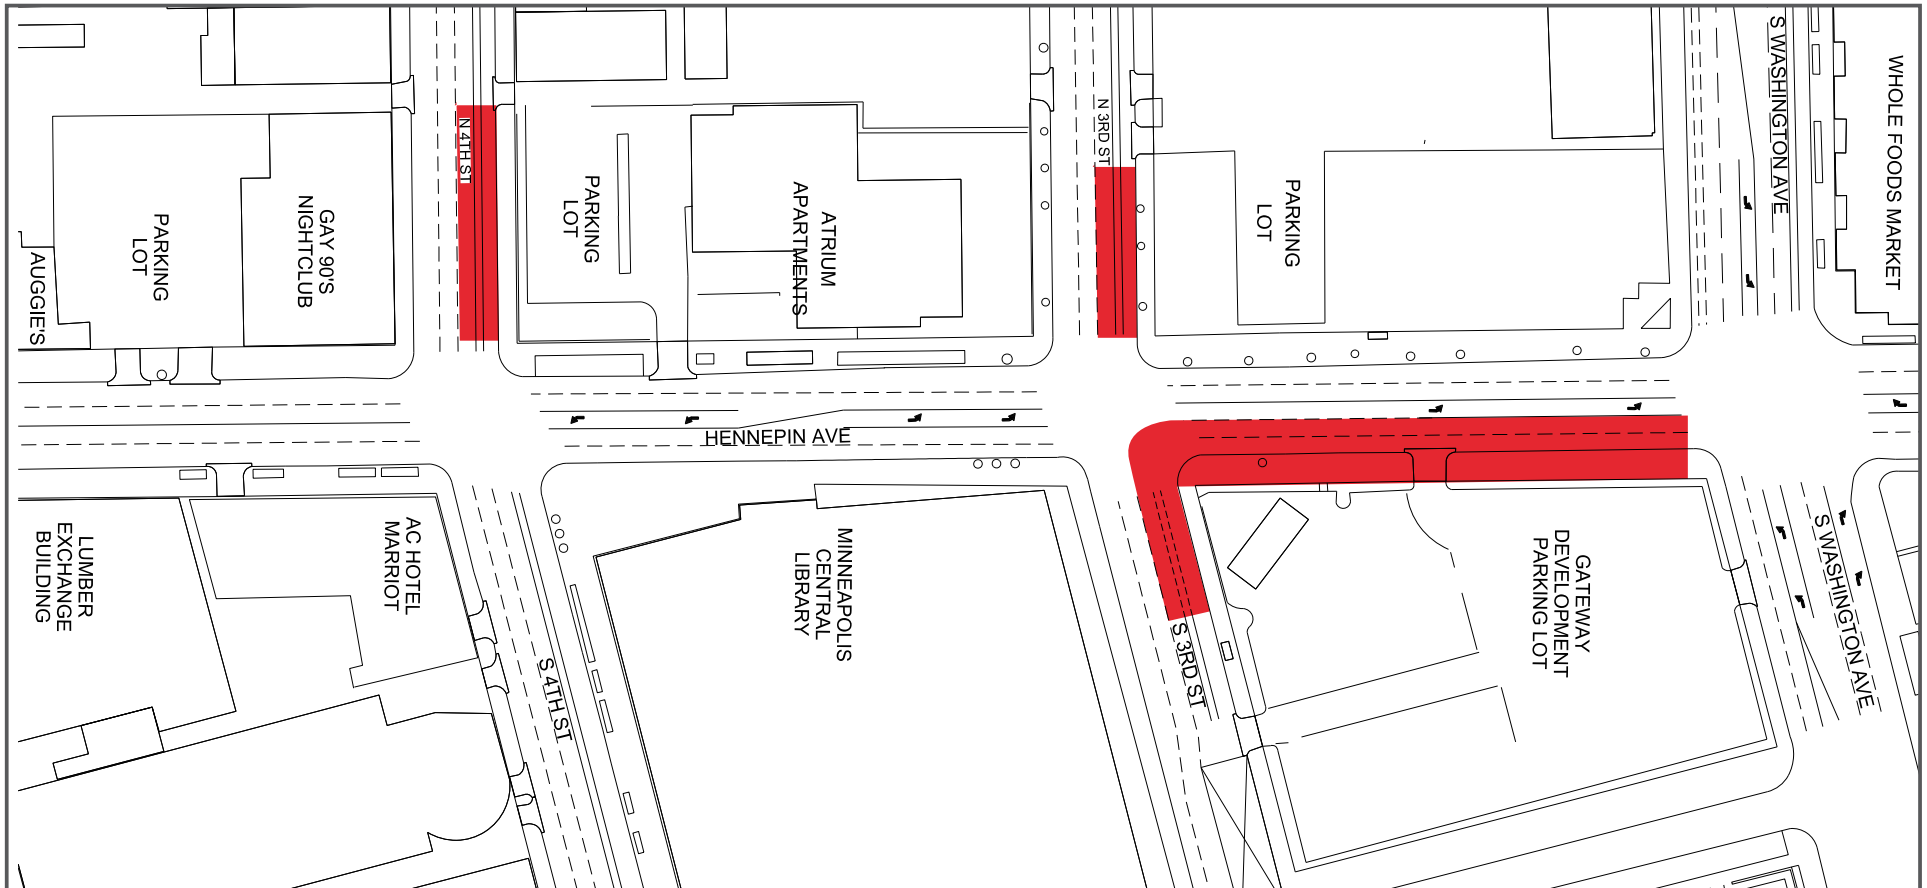 N 4TH ST
N 3RD ST
S WASHINGTON AVE
WHOLE FOODS MARKET
PARKING
LOT
GAY 90'S
NIGHTCLUB
AUGGIE'S
PARKING
LOT
ATRIUM
APARTMENTS
PARKING
LOT
HENNEPIN AVE
LUMBER
EXCHANGE
BUILDING
AC HOTEL
MARRIOT
S 4TH ST
MINNEAPOLIS
CENTRAL
LIBRARY
S 3RD ST
GATEWAY
DEVELOPMENT
PARKING LOT
S WASHINGTON AVE